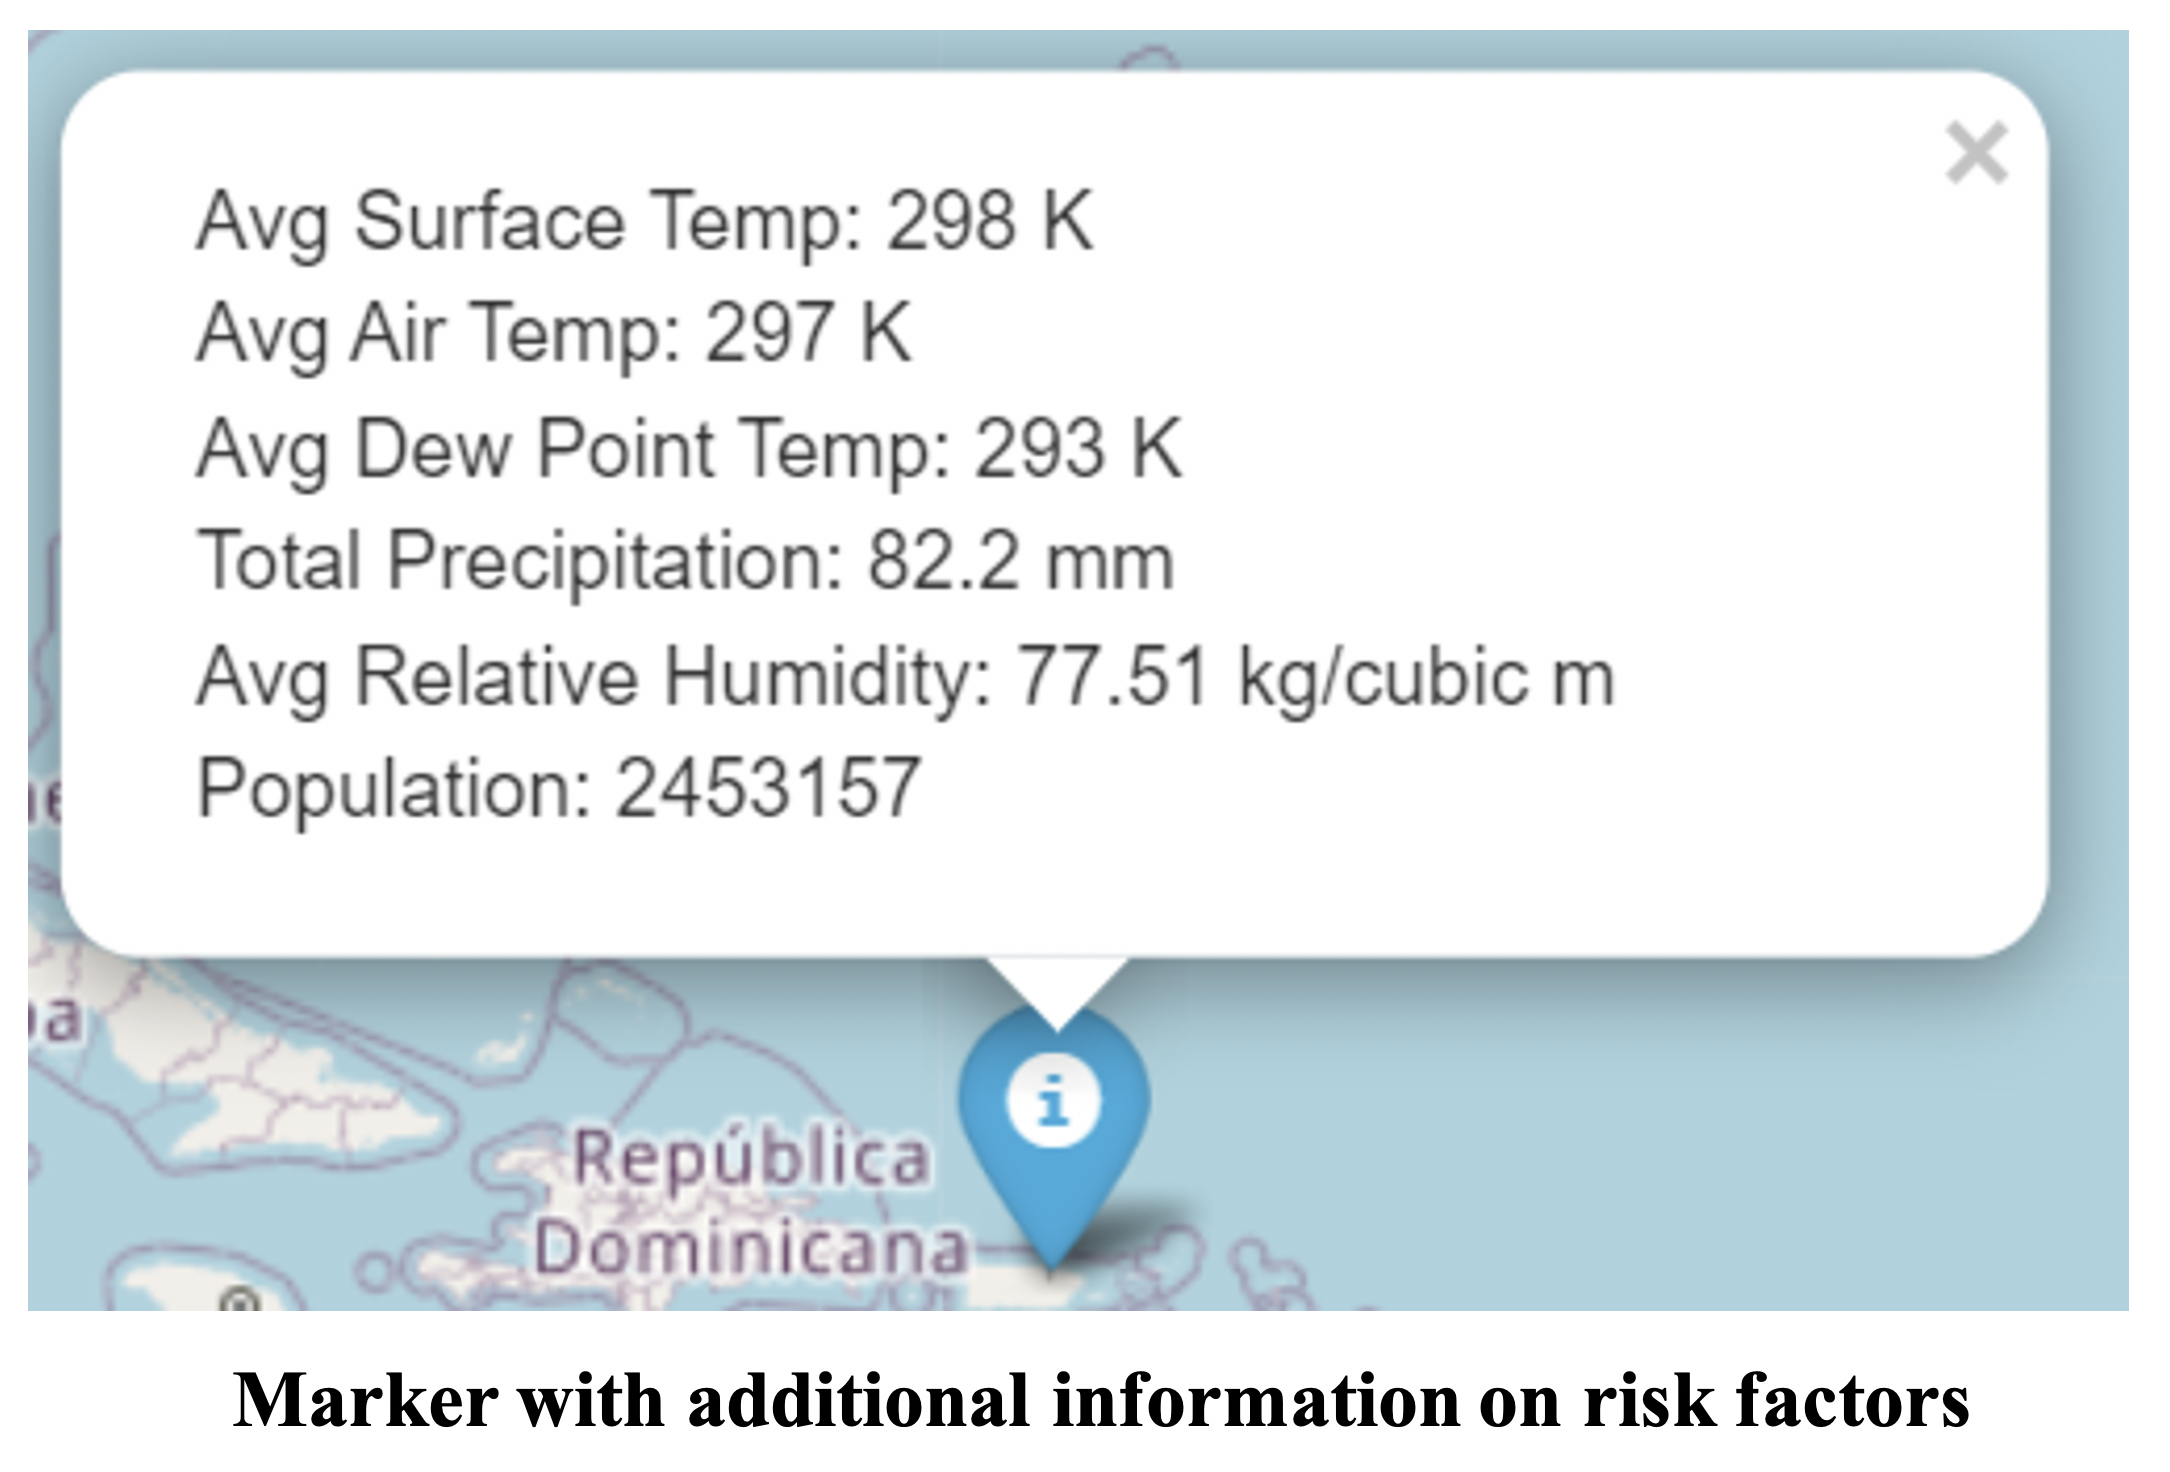 Avg Surface Temp: 298 K
Avg Air Temp: 297 K
Avg Dew Point Temp: 293 K
Total Precipitation: 82.2 mm
Avg Relative Humidity: 77.51 kg/cubic m
Population: 2453157
República
Dominicana
Marker with additional information on risk factors